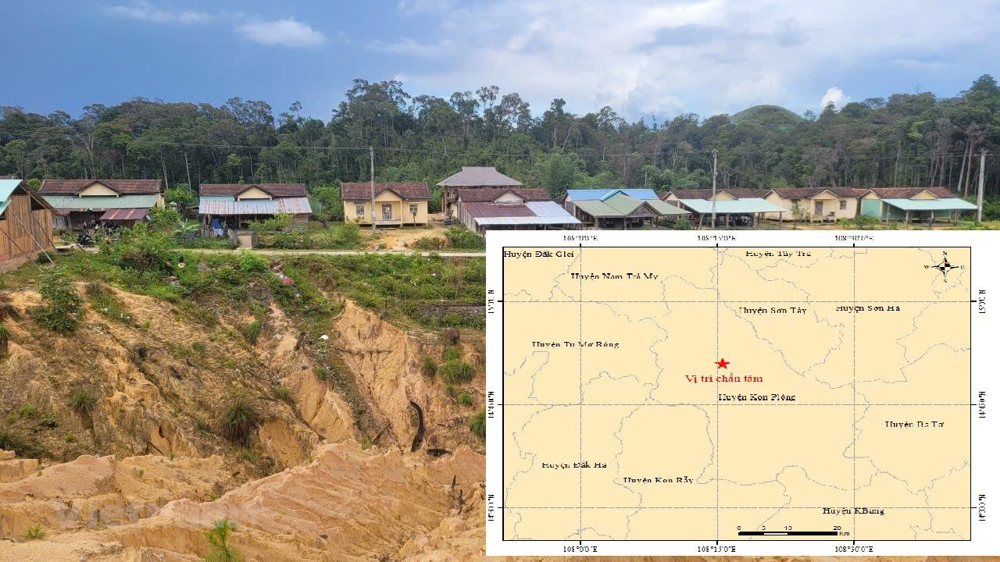 108°0'0"E 108°15'0"E 108°30'0"E
Huyện Đắk Glei
Huyện Tây Trà
N
W E
S
Huyện Nam Trà My
15°0'0"N 15°0'0"N
Huyện Sơn Tây
Huyện Sơn Hà
Huyện Tu Mơ Rông
Vị trí chấn tâm
Huyện Kon Plông
14°45'0"N 14°45'0"N
Huyện Ba Tơ
Huyện Đắk Hà
Huyện Kon Rẫy
14°30'0"N 14°30'0"N
Huyện KBang
0 5 10 20
Km
108°0'0"E 108°15'0"E 108°30'0"E